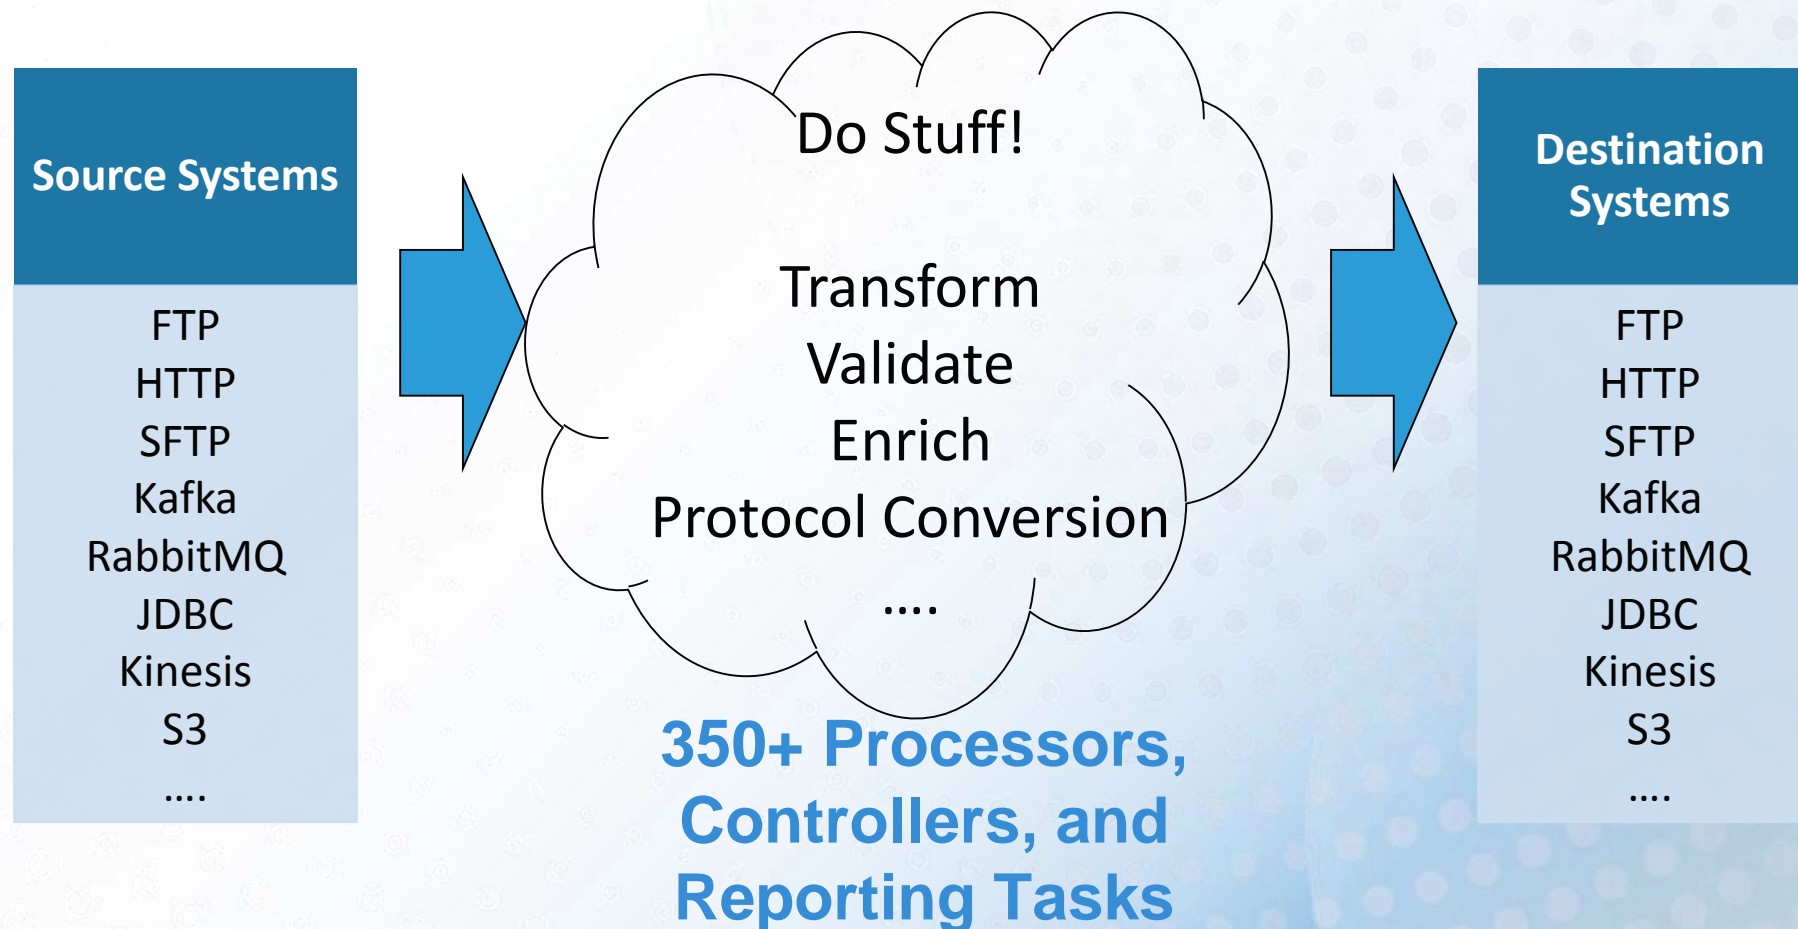 Source Systems
FTP
HTTP
SFTP
Kafka
RabbitMQ
JDBC
Kinesis
S3
....
Do Stuff!
Transform
Validate
Enrich
Protocol Conversion
....
350+ Processors,
Controllers, and
Reporting Tasks
Destination
Systems
FTP
HTTP
SFTP
Kafka
RabbitMQ
JDBC
Kinesis
S3
....